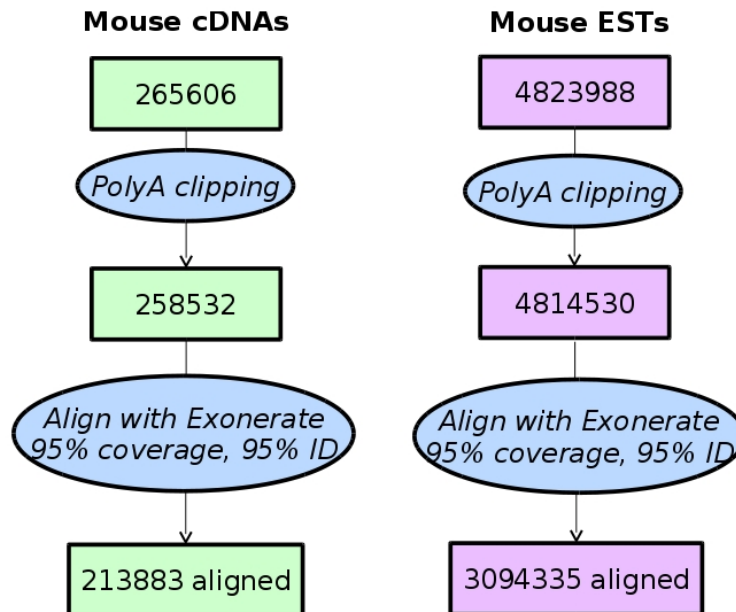 Mouse cDNAs
265606
PolyA clipping
258532
Align with Exonerate
95% coverage, 95% ID
213883 aligned
Mouse ESTs
4823988
PolyA clipping
4814530
Align with Exonerate
95% coverage, 95% ID
3094335 aligned